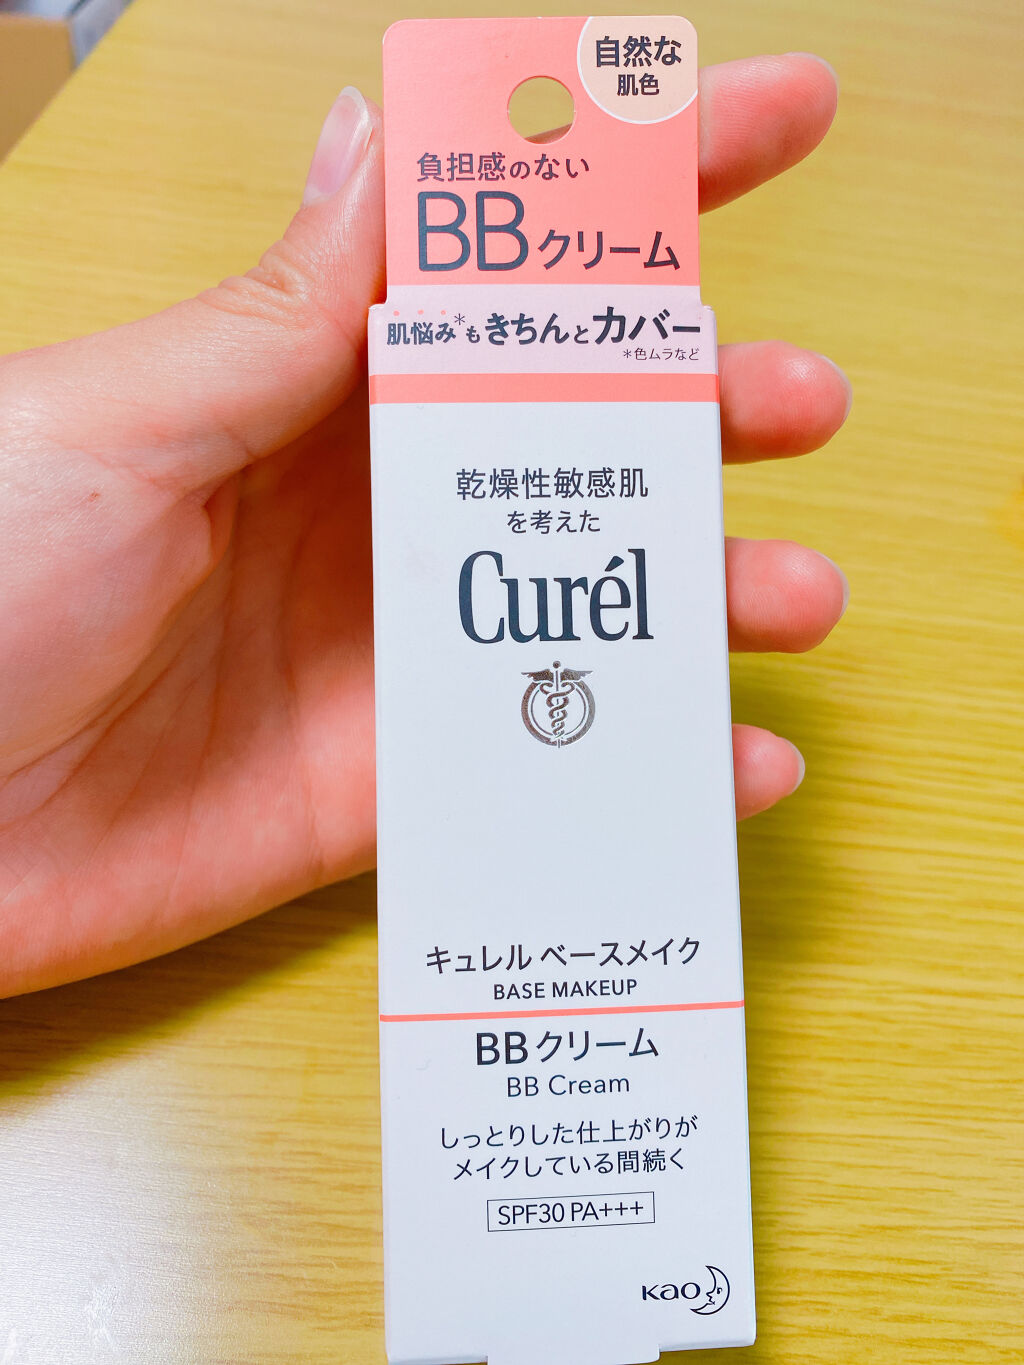 自然な
肌色
負担感のない
BBクリーム
肌悩み*もきちんとカバー
*色ムラなど
乾燥性敏感肌
を考えた
Curél
キュレル ベースメイク
BASE MAKEUP
BBクリーム
BB Cream
しっとりした仕上がりが
メイクしている間続く
SPF30 PA+++
Kao